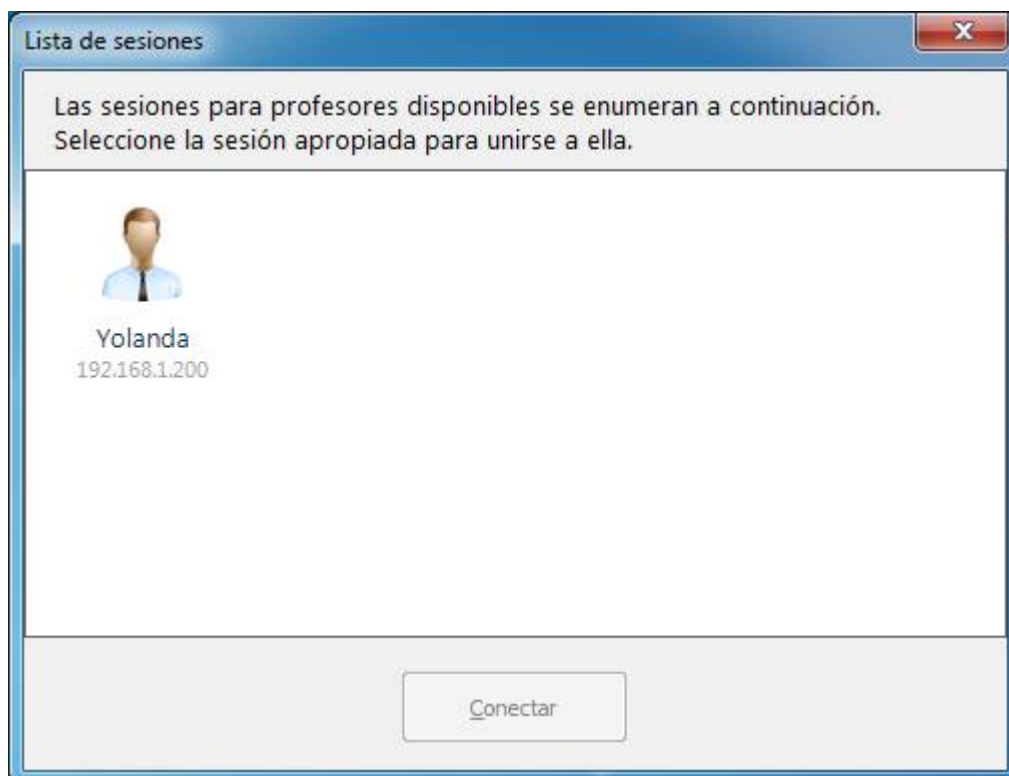 Lista de sesiones
Las sesiones para profesores disponibles se enumeran a continuación.
Seleccione la sesión apropiada para unirse a ella.
Yolanda
192.168.1.200
Conectar